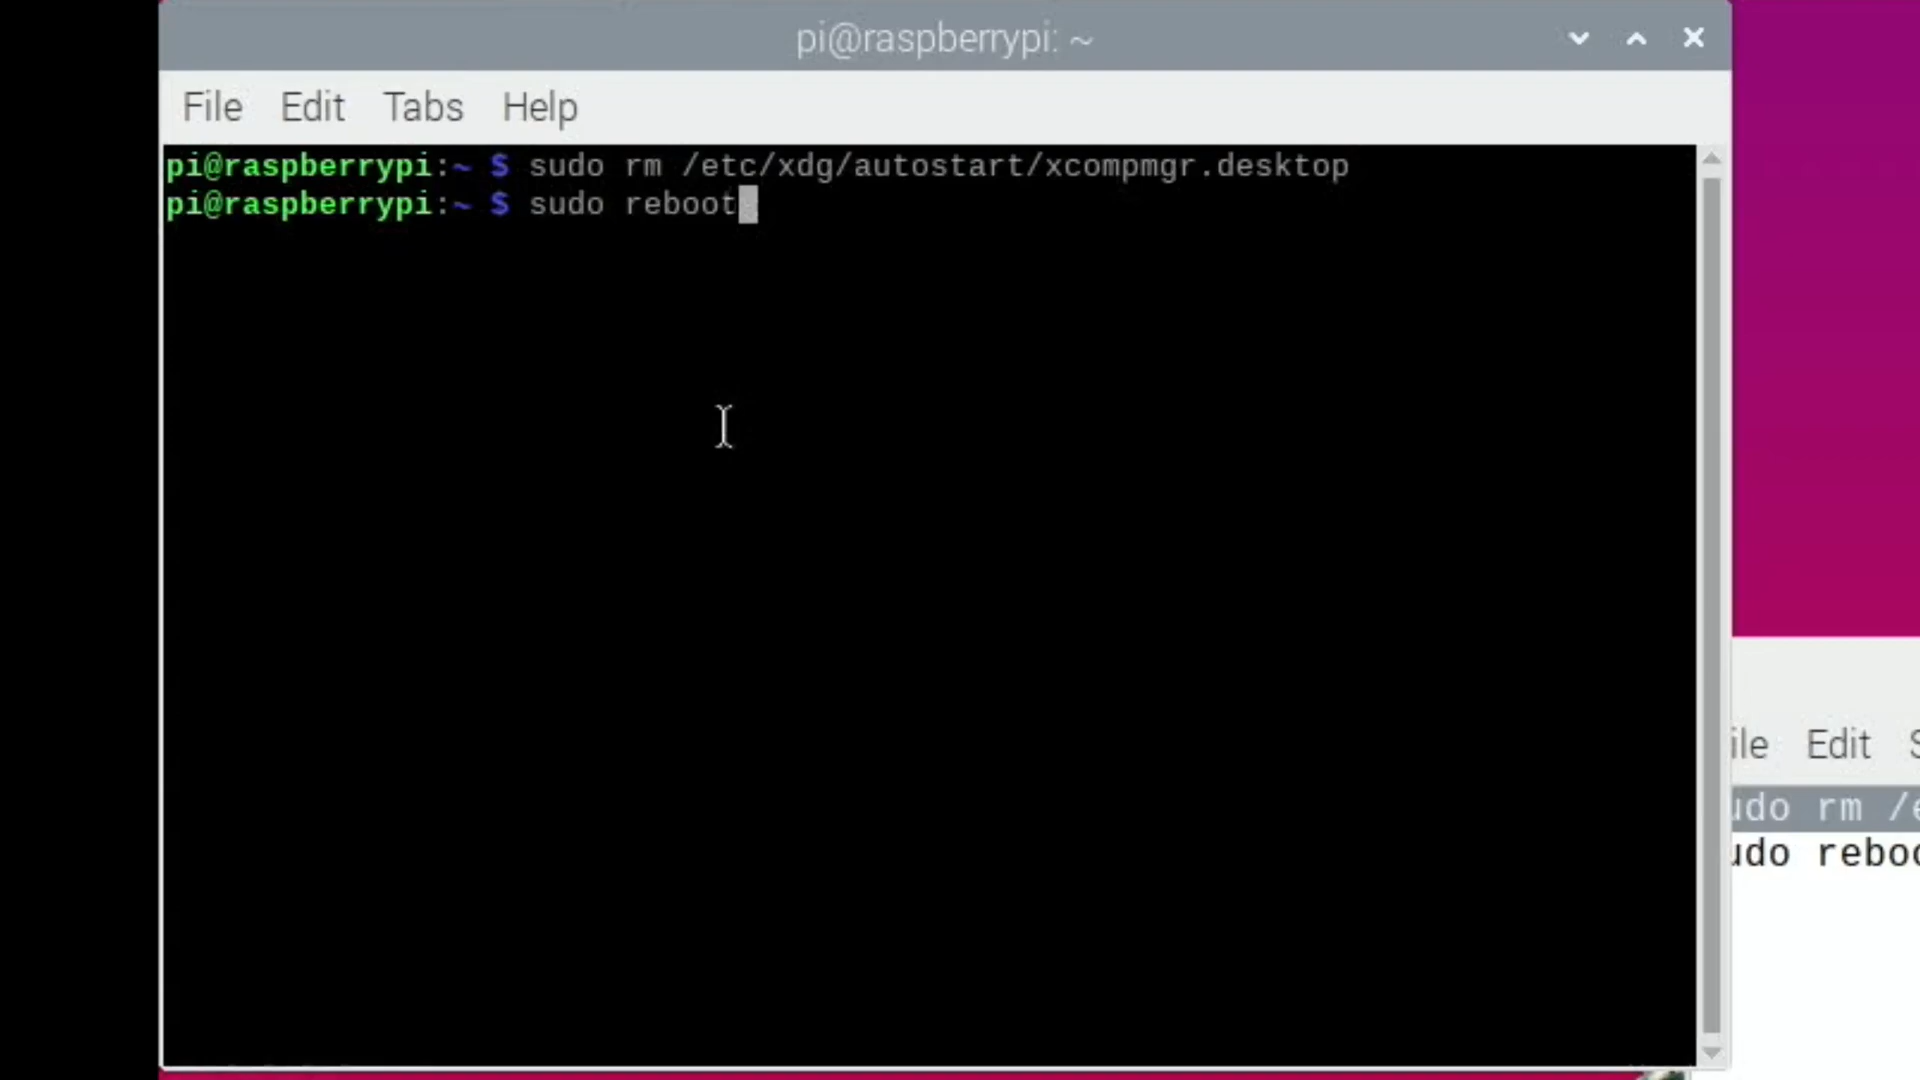 pi@raspberrypi: ~
File Edit Tabs Help
pi@raspberrypi:~ $ sudo rm /etc/xdg/autostart/xcompmgr.desktop
pi@raspberrypi:~ $ sudo reboot
ile Edit S
udo rm /e
udo reboo